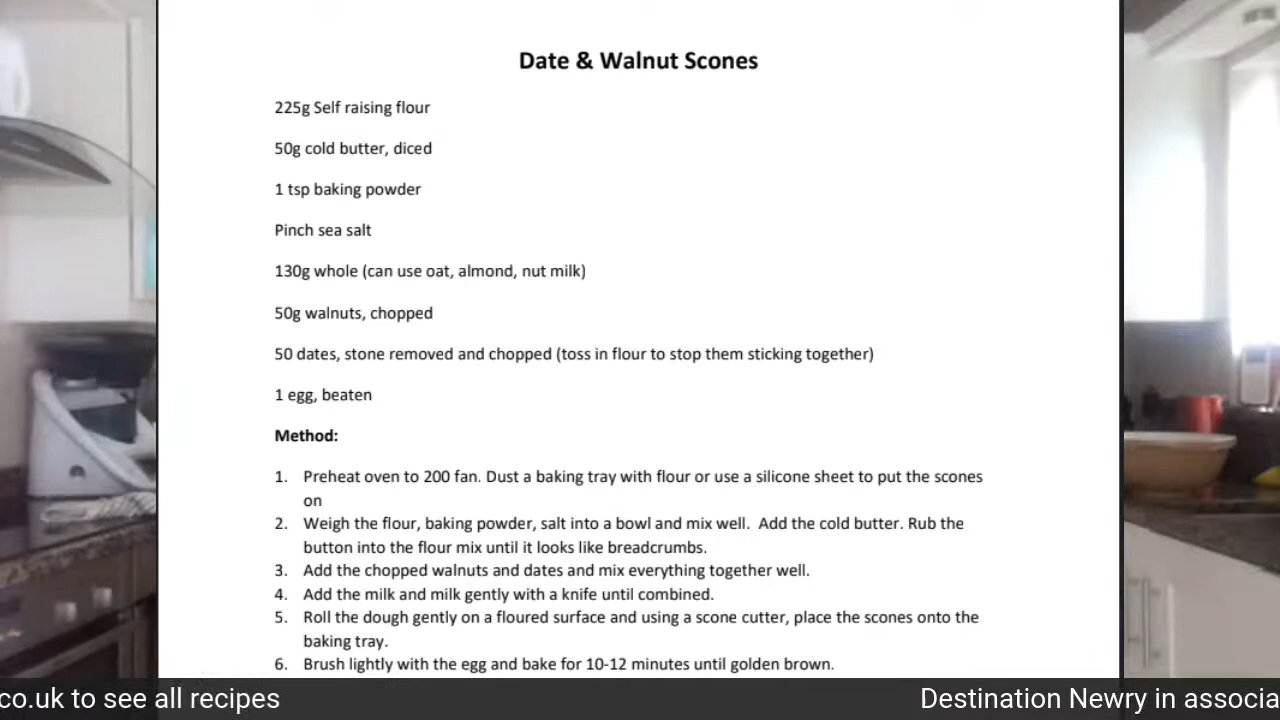 Date & Walnut Scones
225g Self raising flour
50g cold butter, diced
1 tsp baking powder
Pinch sea salt
130g whole (can use oat, almond, nut milk)
50g walnuts, chopped
50 dates, stone removed and chopped (toss in flour to stop them sticking together)
1 egg, beaten
Method:
1. Preheat oven to 200 fan. Dust a baking tray with flour or use a silicone sheet to put the scones
on
2. Weigh the flour, baking powder, salt into a bowl and mix well. Add the cold butter. Rub the
button into the flour mix until it looks like breadcrumbs.
3. Add the chopped walnuts and dates and mix everything together well.
4. Add the milk and milk gently with a knife until combined.
5. Roll the dough gently on a floured surface and using a scone cutter, place the scones onto the
baking tray.
6. Brush lightly with the egg and bake for 10-12 minutes until golden brown.
co.uk to see all recipes
Destination Newry in associa